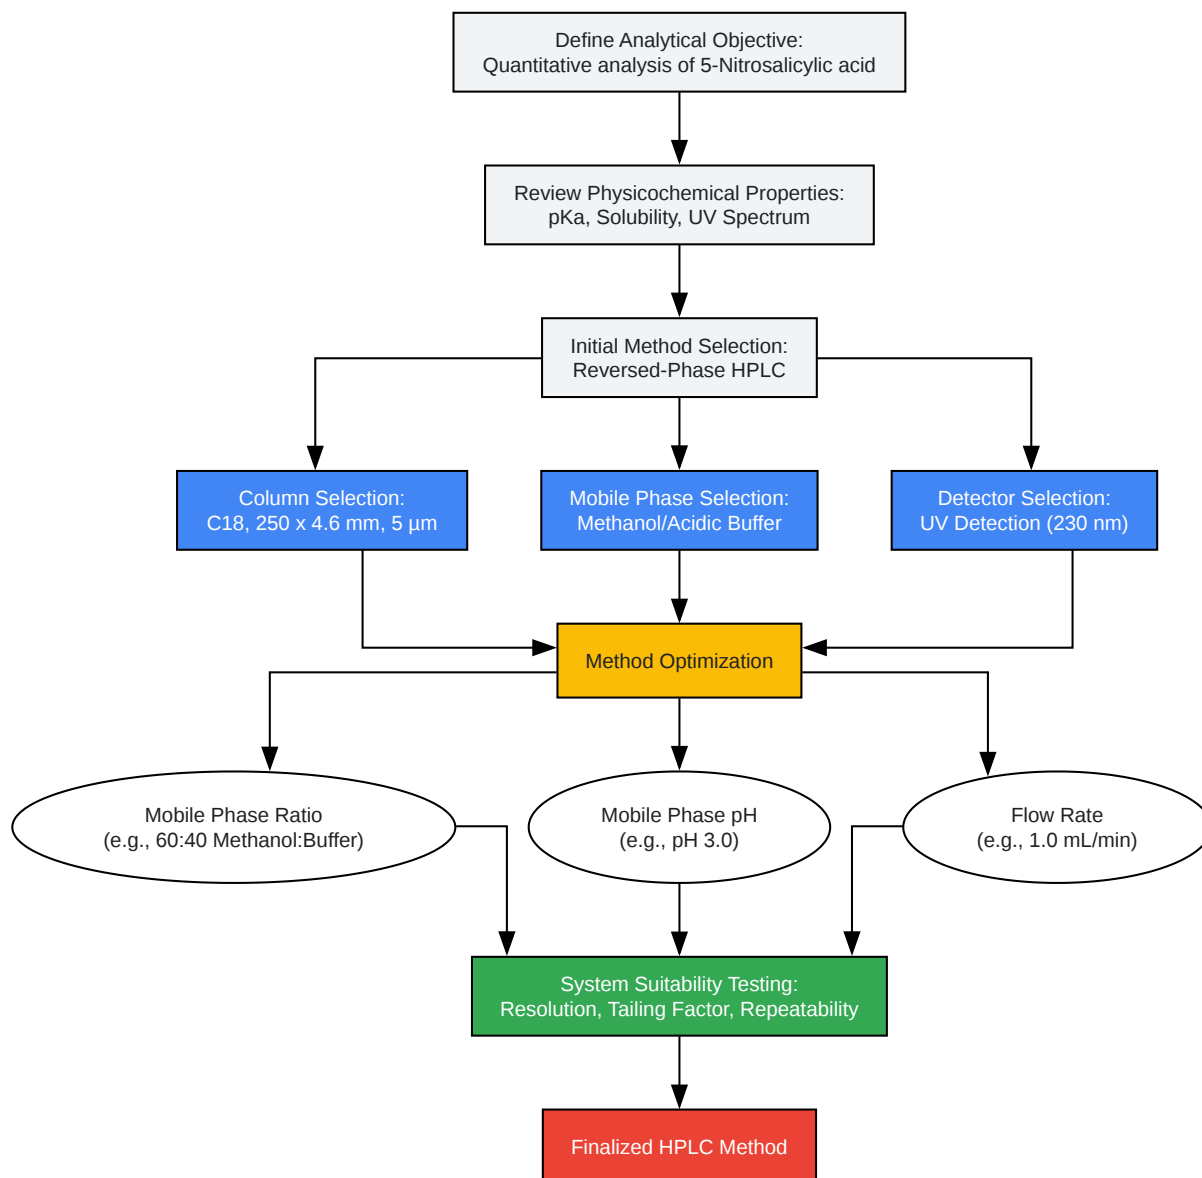 Define Analytical Objective:
Quantitative analysis of 5-Nitrosalicylic acid
Review Physicochemical Properties:
pKa, Solubility, UV Spectrum
Initial Method Selection:
Reversed-Phase HPLC
Column Selection:
C18, 250 x 4.6 mm, 5 µm
Mobile Phase Selection:
Methanol/Acidic Buffer
Detector Selection:
UV Detection (230 nm)
Method Optimization
Mobile Phase Ratio
(e.g., 60:40 Methanol:Buffer)
Mobile Phase pH
(e.g., pH 3.0)
Flow Rate
(e.g., 1.0 mL/min)
System Suitability Testing:
Resolution, Tailing Factor, Repeatability
Finalized HPLC Method